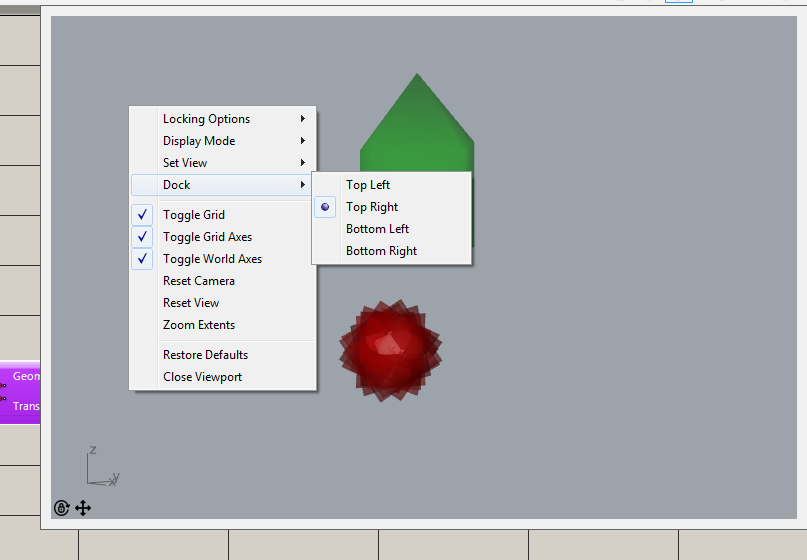 Locking Options
Display Mode
Set View
Dock
Top Left
Top Right
Bottom Left
Bottom Right
Toggle Grid
Toggle Grid Axes
Toggle World Axes
Reset Camera
Reset View
Zoom Extents
Restore Defaults
Close Viewport
Geom
Trans
z
y
x